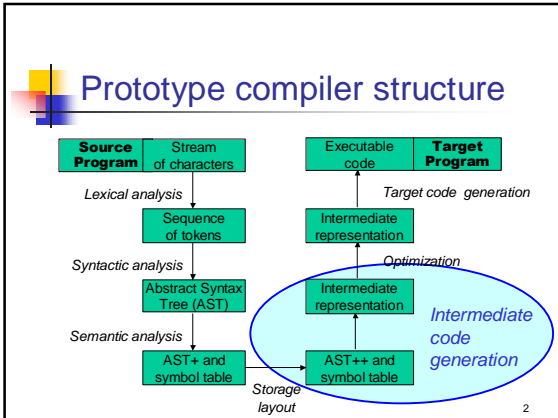 Prototype compiler structure
Source
Program
Stream
of characters
Lexical analysis
Sequence
of tokens
Syntactic analysis
Abstract Syntax
Tree (AST)
Semantic analysis
AST+ and
symbol table
Storage
layout
Executable
code
Target
Program
Target code generation
Intermediate
representation
Optimization
Intermediate
representation
Intermediate
code
generation
AST++ and
symbol table
2